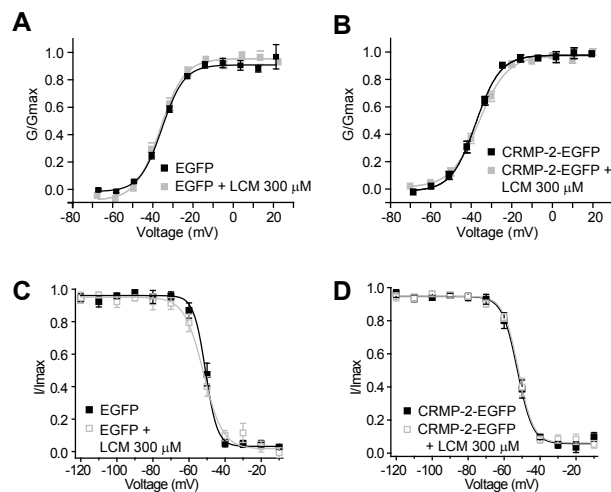 A
G/Gmax
1.0
0.8
0.6
0.4
0.2
0.0
EGFP
EGFP + LCM 300 μM
-80 -60 -40 -20 0 20
Voltage (mV)
B
G/Gmax
1.0
0.8
0.6
0.4
0.2
0.0
CRMP-2-EGFP
CRMP-2-EGFP +
LCM 300 μM
-80 -60 -40 -20 0 20
Voltage (mV)
C
I/Imax
1.0
0.8
0.6
0.4
0.2
0.0
EGFP
EGFP +
LCM 300 μM
-120 -100 -80 -60 -40 -20
Voltage (mV)
D
I/Imax
1.0
0.8
0.6
0.4
0.2
0.0
CRMP-2-EGFP
CRMP-2-EGFP
+ LCM 300 μM
-120 -100 -80 -60 -40 -20
Voltage (mV)